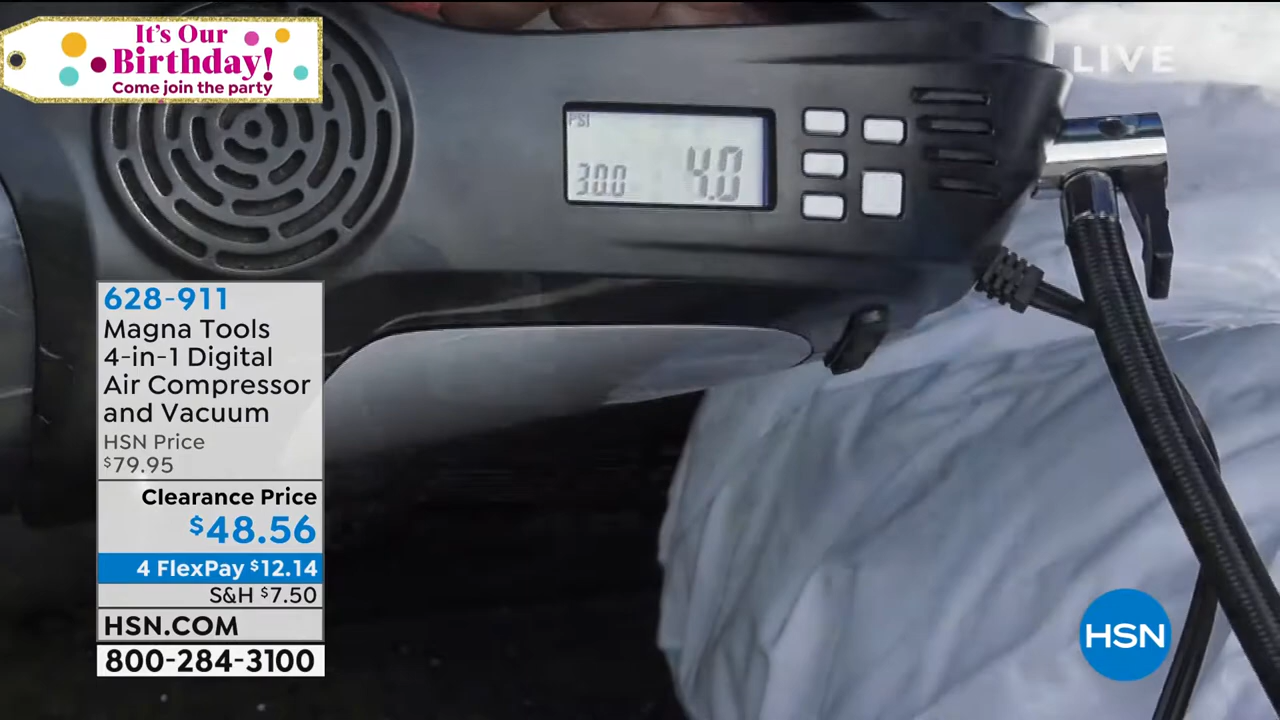 It's Our
Birthday!
Come join the party
LIVE
PSI
30.0
4.0
628-911
Magna Tools
4-in-1 Digital
Air Compressor
and Vacuum
HSN Price
$79.95
Clearance Price
$48.56
4 FlexPay $12.14
S&H $7.50
HSN.COM
800-284-3100
HSN